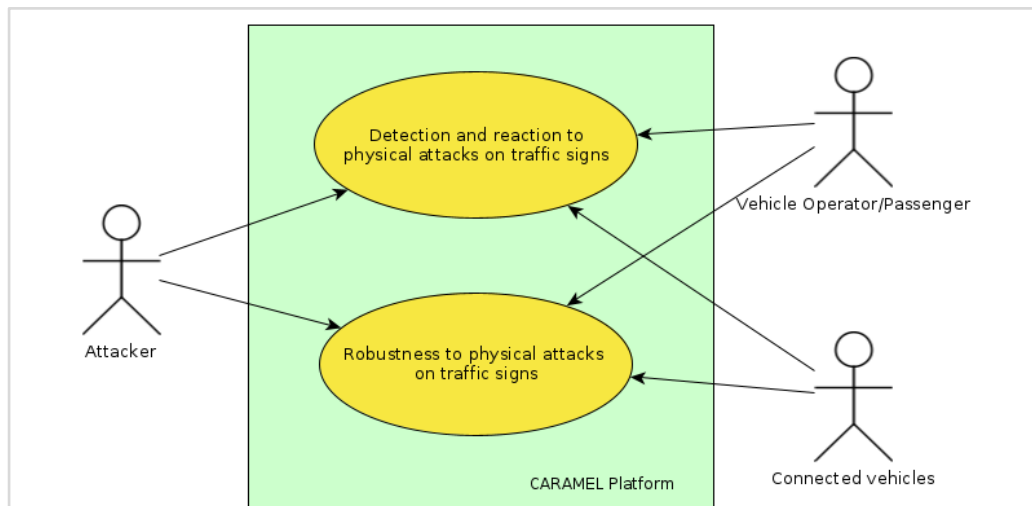 Detection and reaction to
physical attacks on traffic signs
Vehicle Operator/Passenger
Attacker
Robustness to physical attacks
on traffic signs
Connected vehicles
CARAMEL Platform